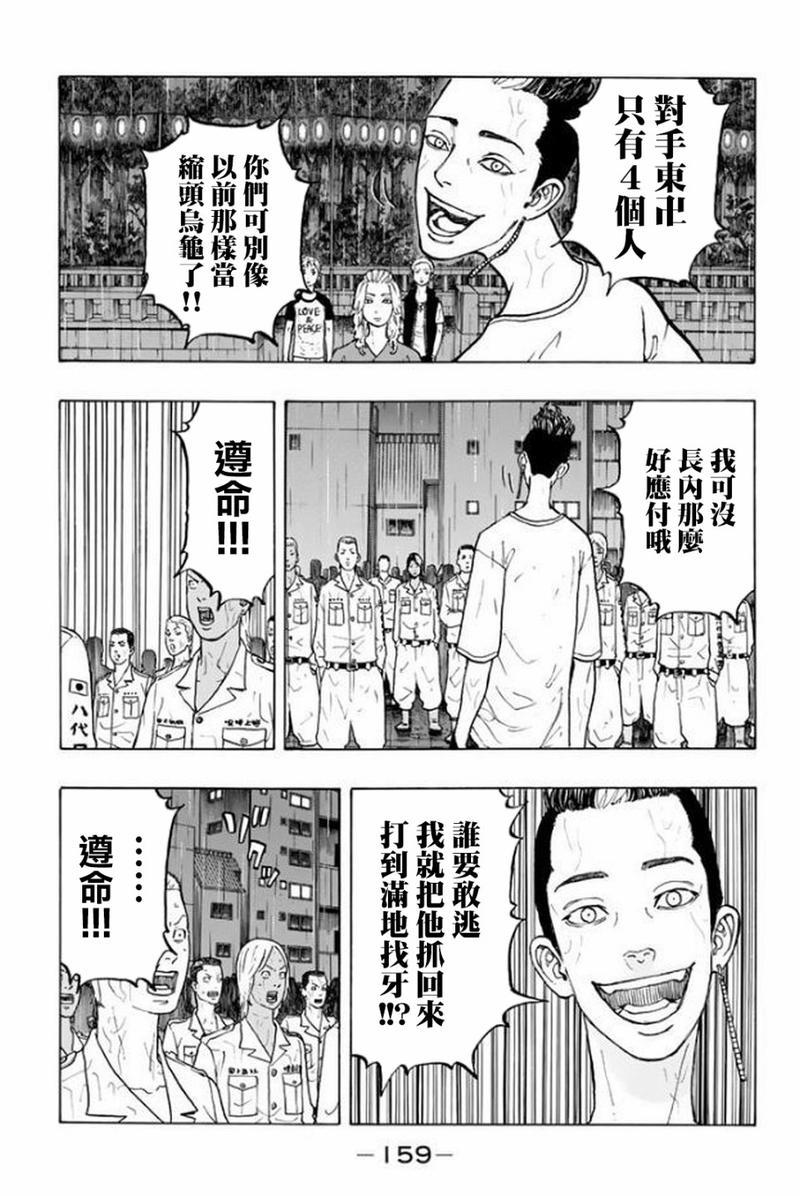 對手東卍
只有4個人
你們可別像
以前那樣當
縮頭烏龜了!!
LOVE
&
PEACE
我可沒
長內那麼
好應付哦
遵命!!!
八代目
誰要敢逃
我就把他抓回來
打到滿地找牙!!?
……
遵命!!!
—159—